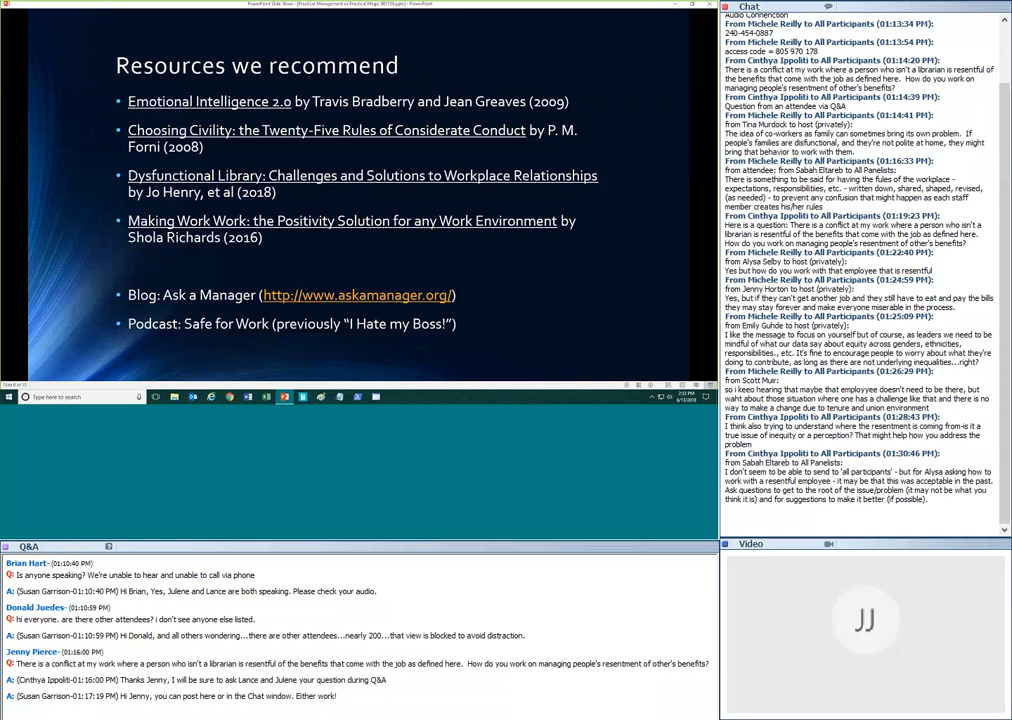 PowerPoint Slide Show - [Practical Management or Practical Magic_061518.pptx] - PowerPoint
Resources we recommend
• Emotional Intelligence 2.0 by Travis Bradberry and Jean Greaves (2009)
• Choosing Civility: the Twenty-Five Rules of Considerate Conduct by P. M.
Forni (2008)
• Dysfunctional Library: Challenges and Solutions to Workplace Relationships
by Jo Henry, et al (2018)
• Making Work Work: the Positivity Solution for any Work Environment by
Shola Richards (2016)
• Blog: Ask a Manager (http://www.askamanager.org/)
• Podcast: Safe for Work (previously "I Hate my Boss!")
Type here to search
2:33 PM
Chat
Audio Connection
From Michele Reilly to All Participants (01:13:34 PM):
240-454-0887
From Michele Reilly to All Participants (01:13:54 PM):
access code = 805 970 178
From Cinthya Ippoliti to All Participants (01:14:20 PM):
There is a conflict at my work where a person who isn't a librarian is resentful of
the benefits that come with the job as defined here.  How do you work on
managing people's resentment of other's benefits?
From Cinthya Ippoliti to All Participants (01:14:39 PM):
Question from an attendee via Q&A
From Michele Reilly to All Participants (01:14:41 PM):
from Tina Murdock to host (privately):
The idea of co-workers as family can sometimes bring its own problem.  If
people's families are disfunctional, and they're not polite at home, they might
bring that behavior to work with them.
From Michele Reilly to All Participants (01:16:33 PM):
from attendee: from Sabah Eltareb to All Panelists:
There is something to be said for having the fules of the workplace -
expectations, responsibilities, etc. - written down, shared, shaped, revised,
(as needed) - to prevent any confusion that might happen as each staff
member creates his/her rules
From Cinthya Ippoliti to All Participants (01:19:23 PM):
Here is a question: There is a conflict at my work where a person who isn't a
librarian is resentful of the benefits that come with the job as defined here.
How do you work on managing people's resentment of other's benefits?
From Michele Reilly to All Participants (01:22:40 PM):
from Alysa Selby to host (privately):
Yes but how do you work with that employee that is resentful
From Michele Reilly to All Participants (01:24:59 PM):
from Jenny Horton to host (privately):
Yes, but if they can't get another job and they still have to eat and pay the bills
they may stay forever and make everyone miserable in the process.
From Michele Reilly to All Participants (01:25:09 PM):
from Emily Guhde to host (privately):
I like the message to focus on yourself but of course, as leaders we need to be
mindful of what our data say about equity across genders, ethnicities,
responsibilities., etc. It's fine to encourage people to worry about what they're
doing to contribute, as long as there are not underlying inequalities...right?
From Michele Reilly to All Participants (01:26:29 PM):
from Scott Muir:
so i keeo hearing that maybe that employyee doesn't need to be there, but
waht about those situation where one has a challenge like that and there is no
way to make a change due to tenure and union environment
From Cinthya Ippoliti to All Participants (01:28:43 PM):
I think also trying to understand where the resentment is coming from-is it a
true issue of inequity or a perception? That might help how you address the
problem
From Cinthya Ippoliti to All Participants (01:30:46 PM):
from Sabah Eltareb to All Panelists:
I don't seem to be able to send to 'all participants' - but for Alysa asking how to
work with a resentful employee - it may be that this was acceptable in the past.
Ask questions to get to the root of the issue/problem (it may not be what you
think it is) and for suggestions to make it better (if possible).
Q&A
Brian Hart- (01:10:40 PM)
Q: Is anyone speaking? We're unable to hear and unable to call via phone
A: (Susan Garrison-01:10:40 PM) Hi Brian, Yes, Julene and Lance are both speaking. Please check your audio.
Donald Juedes- (01:10:59 PM)
Q: hi everyone. are there other attendees? i don't see anyone else listed.
A: (Susan Garrison-01:10:59 PM) Hi Donald, and all others wondering...there are other attendees...nearly 200...that view is blocked to avoid distraction.
Jenny Pierce- (01:16:00 PM)
Q: There is a conflict at my work where a person who isn't a librarian is resentful of the benefits that come with the job as defined here.  How do you work on managing people's resentment of other's benefits?
A: (Cinthya Ippoliti-01:16:00 PM) Thanks Jenny, I will be sure to ask Lance and Julene your question during Q&A
A: (Susan Garrison-01:17:19 PM) Hi Jenny, you can post here or in the Chat window. Either work!
Video
JJ